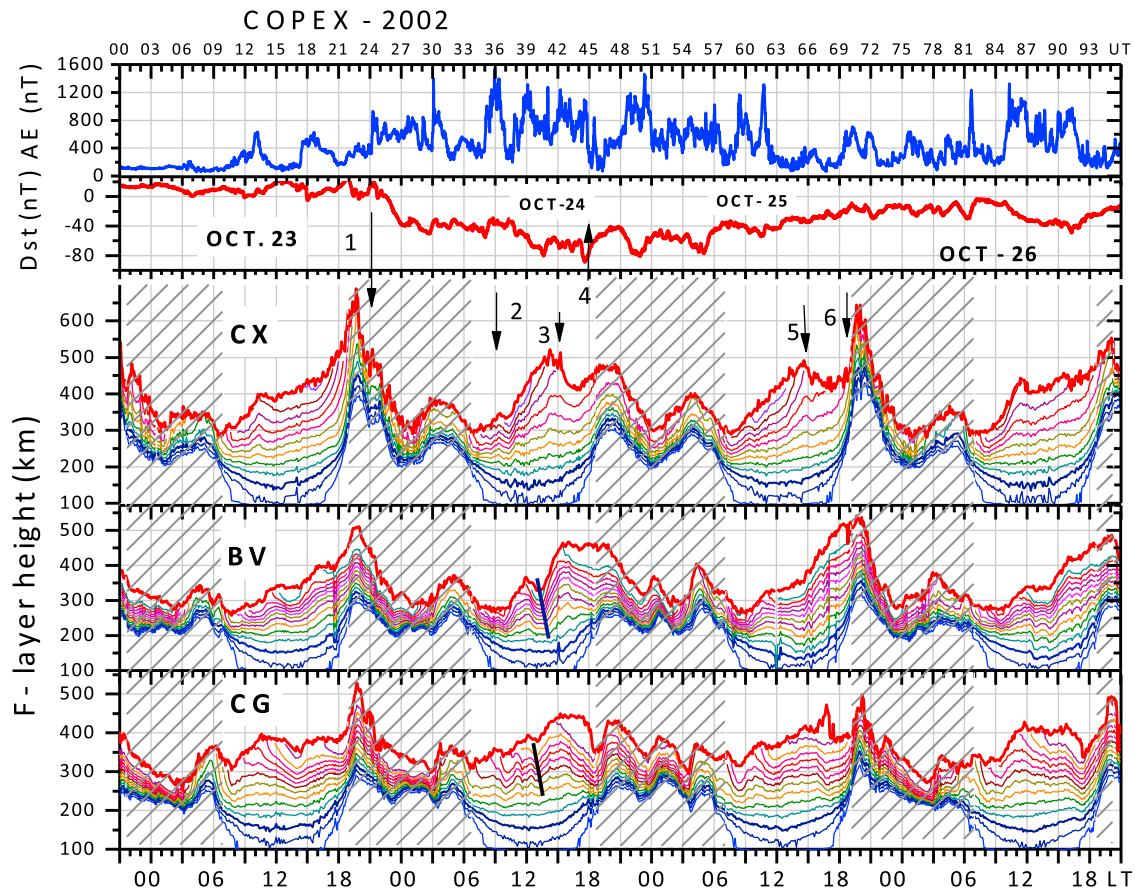 COPEX - 2002
00 03 06 09 12 15 18 21 24 27 30 33 36 39 42 45 48 51 54 57 60 63 66 69 72 75 78 81 84 87 90 93 UT
AE (nT)
1600
1200
800
400
0
Dst (nT)
0
-40
-80
OCT. 23
OCT-24
OCT- 25
OCT - 26
1
2
3
4
5
6
F - layer height (km)
CX
600
500
400
300
200
100
BV
500
400
300
200
100
CG
500
400
300
200
100
00 06 12 18 00 06 12 18 00 06 12 18 00 06 12 18 LT